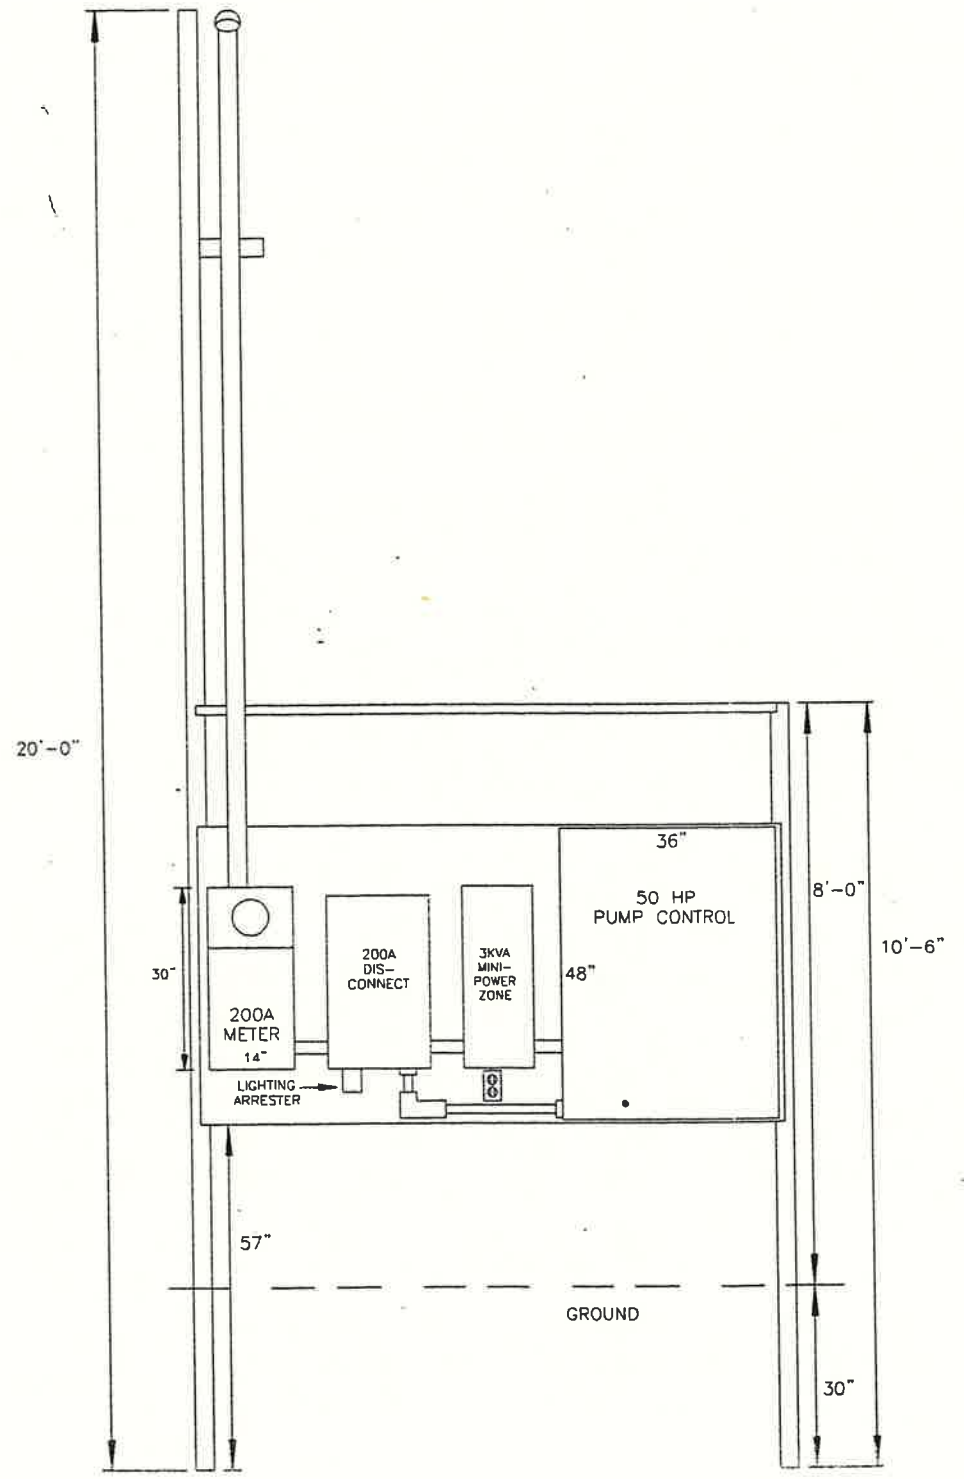 20'-0"
36"
50 HP
PUMP CONTROL
8'-0"
10'-6"
200A
DIS-
CONNECT
3KVA
MINI-
POWER
ZONE
48"
30"
200A
METER
14"
LIGHTING
ARRESTER
57"
GROUND
30"